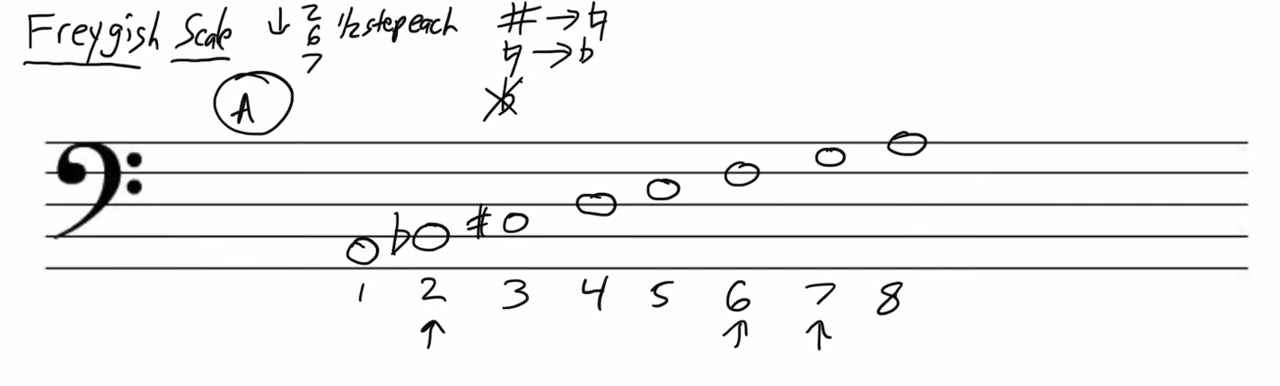 Freygish Scale ↓ 2 6 7 ½ step each # → ♮
♮ → b
A
b #
1 2 3 4 5 6 7 8
↑ ↑ ↑